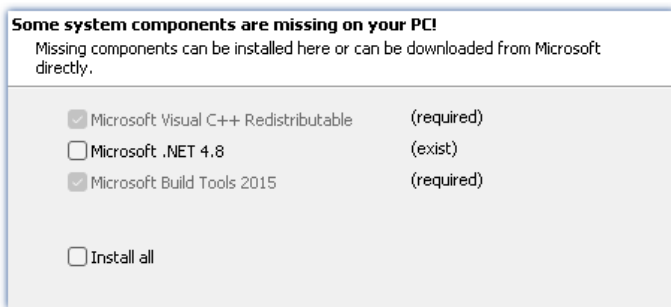 Some system components are missing on your PC!
Missing components can be installed here or can be downloaded from Microsoft
directly.
Microsoft Visual C++ Redistributable (required)
Microsoft .NET 4.8 (exist)
Microsoft Build Tools 2015 (required)
Install all